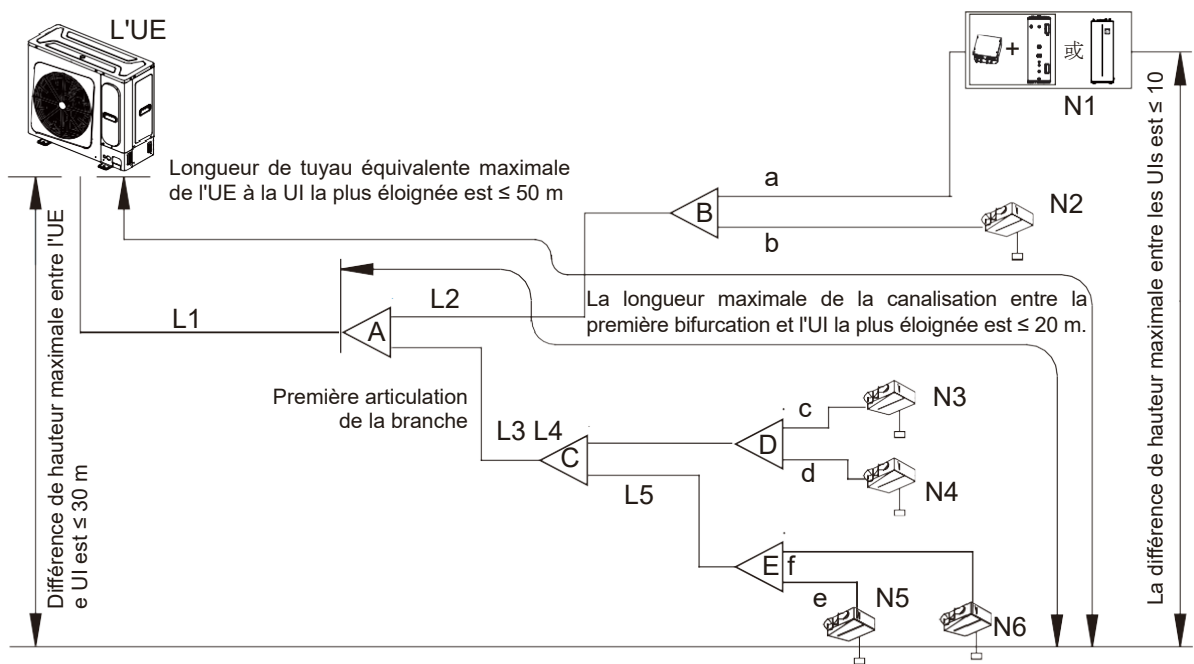 L'UE
+
或
N1
Longueur de tuyau équivalente maximale
de l'UE à la UI la plus éloignée est ≤ 50 m
a
B
b
N2
La longueur maximale de la canalisation entre la
première bifurcation et l'UI la plus éloignée est ≤ 20 m.
L1
L2
A
Première articulation
de la branche
L3 L4
C
L5
c
D
d
N3
N4
E
f
e
N5
N6
Différence de hauteur maximale entre l'UE
e UI est ≤ 30 m
La différence de hauteur maximale entre les UIs est ≤ 10